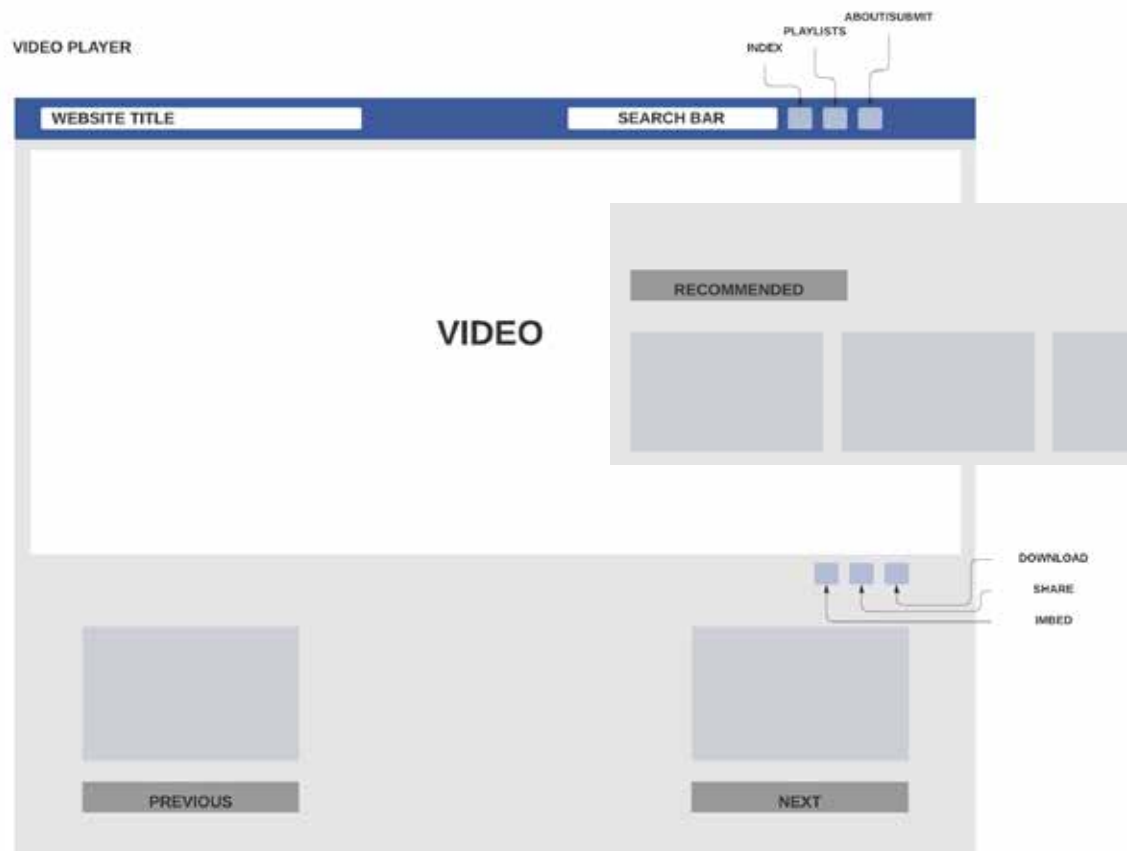 ABOUT/SUBMIT
PLAYLISTS
INDEX
VIDEO PLAYER
WEBSITE TITLE
SEARCH BAR
RECOMMENDED
VIDEO
DOWNLOAD
SHARE
IMBED
PREVIOUS
NEXT